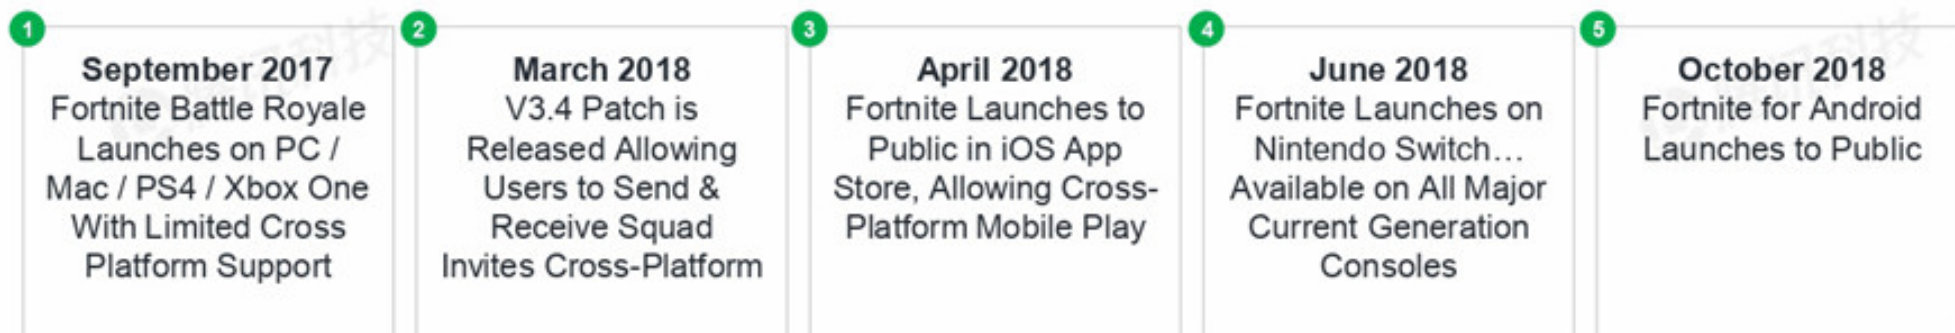 1
September 2017
Fortnite Battle Royale
Launches on PC /
Mac / PS4 / Xbox One
With Limited Cross
Platform Support
2
March 2018
V3.4 Patch is
Released Allowing
Users to Send &
Receive Squad
Invites Cross-Platform
3
April 2018
Fortnite Launches to
Public in iOS App
Store, Allowing Cross-
Platform Mobile Play
4
June 2018
Fortnite Launches on
Nintendo Switch…
Available on All Major
Current Generation
Consoles
5
October 2018
Fortnite for Android
Launches to Public